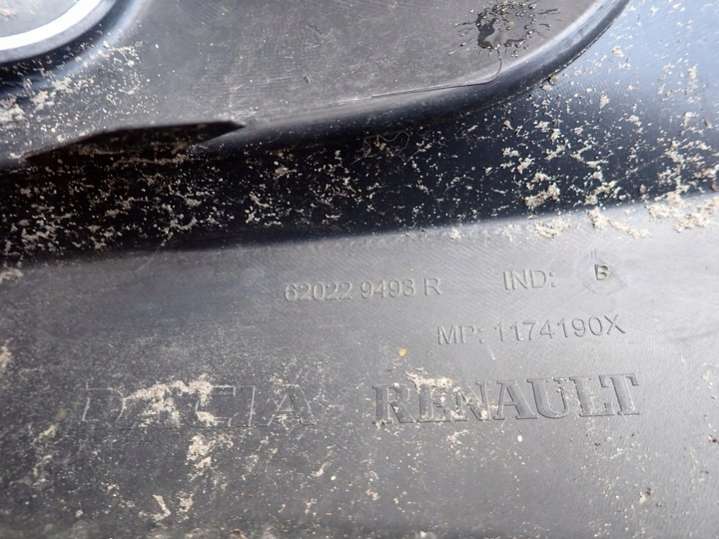 62022 9493 R IND: B
MP: 1174190X
DACIA - RENAULT